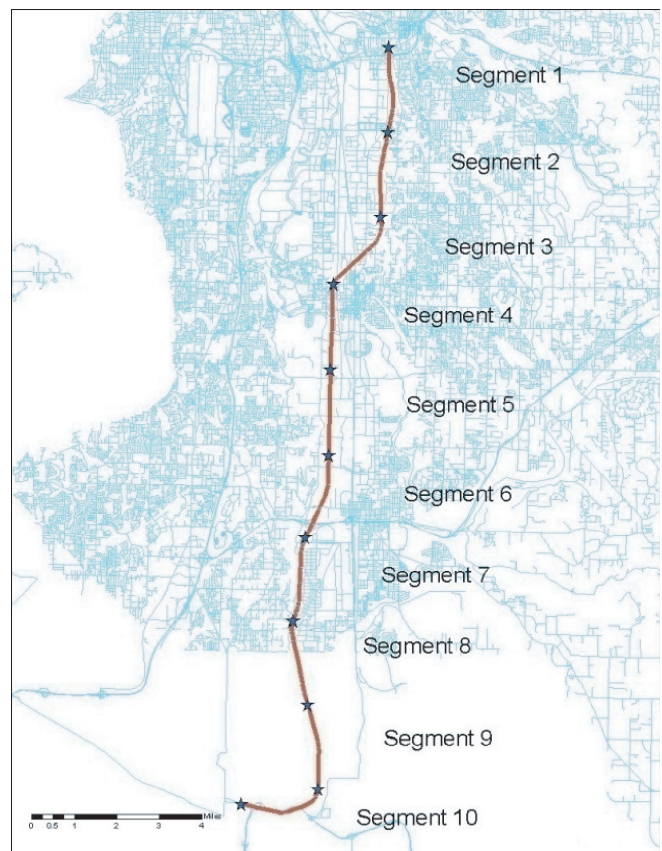 Segment 1
Segment 2
Segment 3
Segment 4
Segment 5
Segment 6
Segment 7
Segment 8
Segment 9
Segment 10
Miles
0 0.5 1 2 3 4